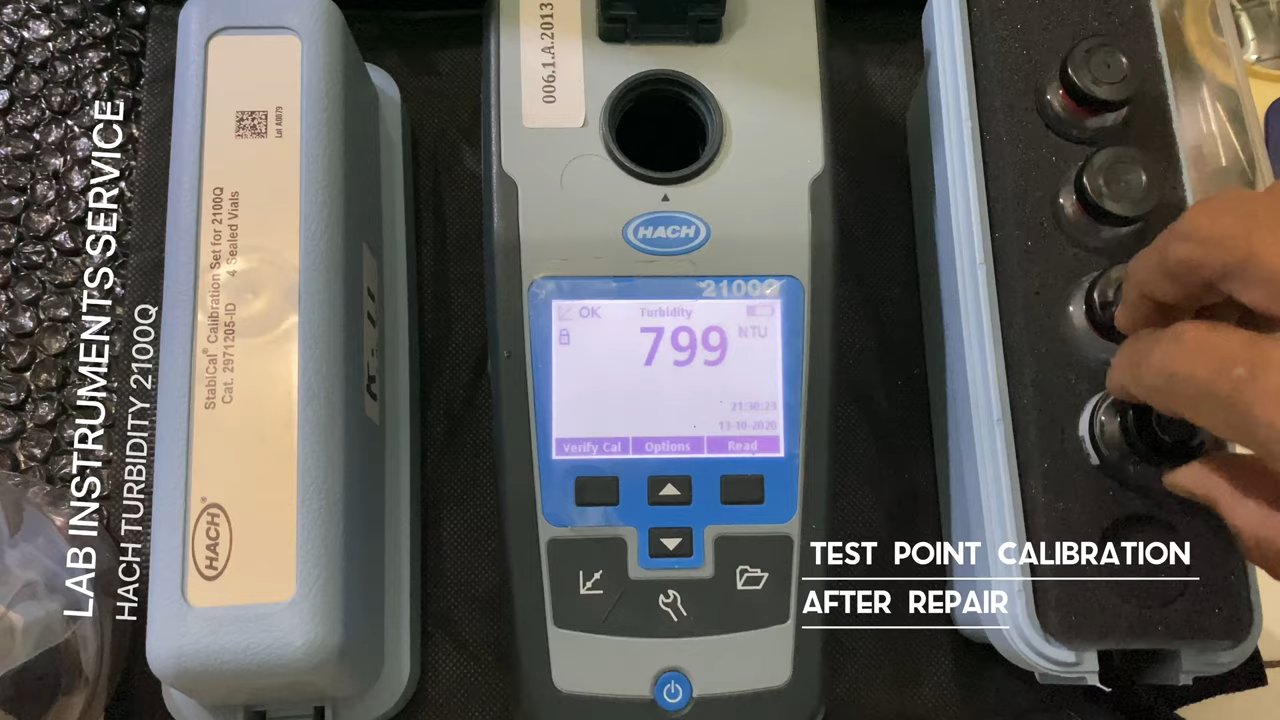 LAB INSTRUMENTS SERVICE
HACH TURBIDITY 2100Q
Lot A0079
StablCal® Calibration Set for 2100Q
Cat. 2971205-ID 4 Sealed Vials
HACH®
006.1.A.2013
HACH
2100Q
OK Turbidity
799 NTU
21:30:23
13-10-2020
Verify Cal Options Read
TEST POINT CALIBRATION
AFTER REPAIR